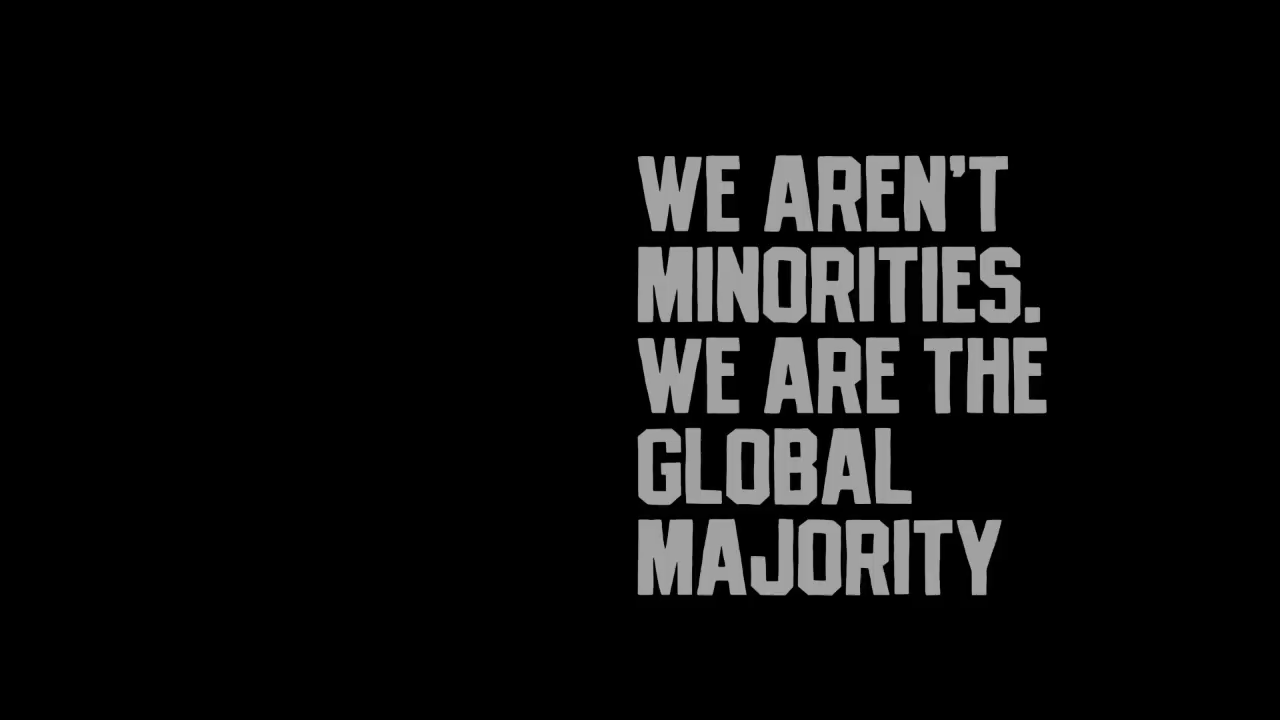 WE AREN'T
MINORITIES.
WE ARE THE
GLOBAL
MAJORITY